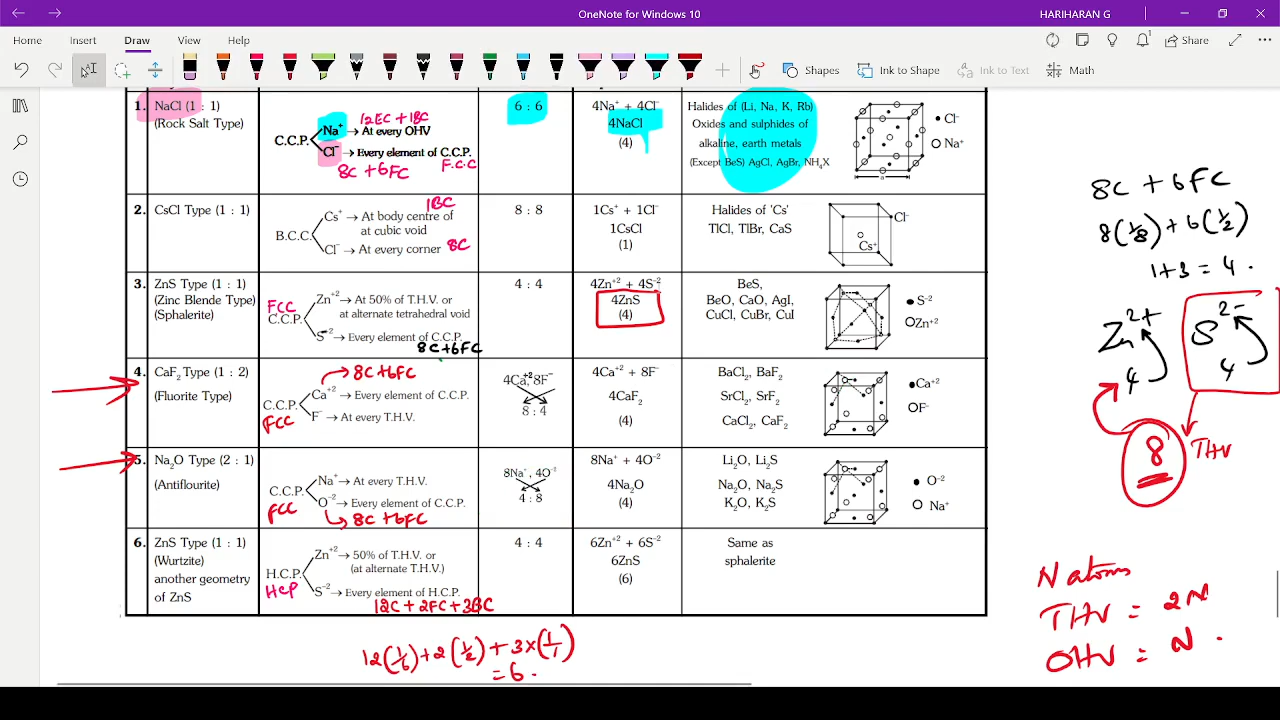 OneNote for Windows 10
HARIHARAN G
Home Insert Draw View Help
Share
Shapes
Ink to Shape
Ink to Text
Math
1. NaCl (1 : 1)
(Rock Salt Type)
C.C.P.
Na⁺ → At every OHV
12EC + 1BC
Cl⁻ → Every element of C.C.P.
8C + 6FC
F.C.C
6 : 6
4Na⁺ + 4Cl⁻
4NaCl
(4)
Halides of (Li, Na, K, Rb)
Oxides and sulphides of
alkaline, earth metals
(Except BeS) AgCl, AgBr, NH₄X
● Cl⁻
○ Na⁺
a
2. CsCl Type (1 : 1)
B.C.C.
1BC
Cs⁺ → At body centre of
at cubic void
Cl⁻ → At every corner
8C
8 : 8
1Cs⁺ + 1Cl⁻
1CsCl
(1)
Halides of 'Cs'
TlCl, TlBr, CaS
Cl⁻
Cs⁺
3. ZnS Type (1 : 1)
(Zinc Blende Type)
(Sphalerite)
FCC
C.C.P.
Zn⁺² → At 50% of T.H.V. or
at alternate tetrahedral void
S⁻² → Every element of C.C.P.
8C+6FC
4 : 4
4Zn⁺² + 4S⁻²
4ZnS
(4)
BeS,
BeO, CaO, AgI,
CuCl, CuBr, CuI
● S⁻²
○Zn⁺²
4. CaF₂ Type (1 : 2)
(Fluorite Type)
8C+6FC
C.C.P.
FCC
Ca⁺² → Every element of C.C.P.
F⁻ → At every T.H.V.
4Ca⁺², 8F⁻
8 : 4
4Ca⁺² + 8F⁻
4CaF₂
(4)
BaCl₂, BaF₂
SrCl₂, SrF₂
CaCl₂, CaF₂
●Ca⁺²
○F⁻
5. Na₂O Type (2 : 1)
(Antiflourite)
C.C.P.
FCC
Na⁺ → At every T.H.V.
O⁻² → Every element of C.C.P.
8C + 6FC
8Na⁺, 4O⁻²
4 : 8
8Na⁺ + 4O⁻²
4Na₂O
(4)
Li₂O, Li₂S
Na₂O, Na₂S
K₂O, K₂S
● O⁻²
○ Na⁺
6. ZnS Type (1 : 1)
(Wurtzite)
another geometry
of ZnS
H.C.P.
HCP
Zn⁺² → 50% of T.H.V. or
(at alternate T.H.V.)
S⁻² → Every element of H.C.P.
12C + 2FC + 3BC
4 : 4
6Zn⁺² + 6S⁻²
6ZnS
(6)
Same as
sphalerite
12(1/6) + 2(1/2) + 3×(1/1)
= 6.
8C + 6FC
8(1/8) + 6(1/2)
1+3 = 4.
Zn²⁺ S²⁻
4 4
8
THV
N atoms
THV = 2N
OHV = N.